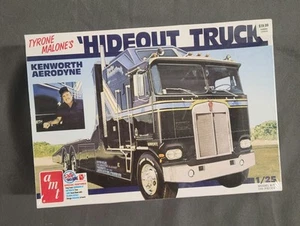 TYRONE MALONE'S
'HIDEOUT TRUCK
KENWORTH
AERODYNE
amt
1/25